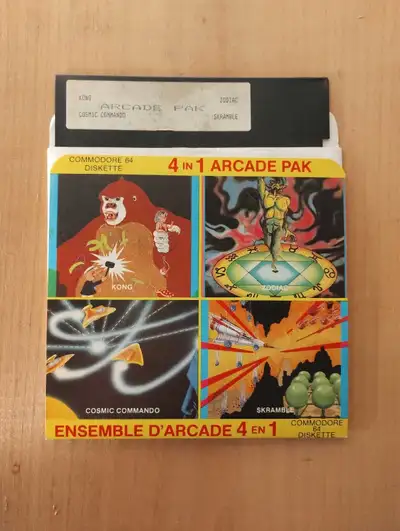 KONG ZODIAC
ARCADE PAK
COSMIC COMMANDO SKRAMBLE
COMMODORE 64
DISKETTE
4 IN 1 ARCADE PAK
KONG
ZODIAC
COSMIC COMMANDO
SKRAMBLE
ENSEMBLE D'ARCADE 4 EN 1
COMMODORE
64
DISKETTE